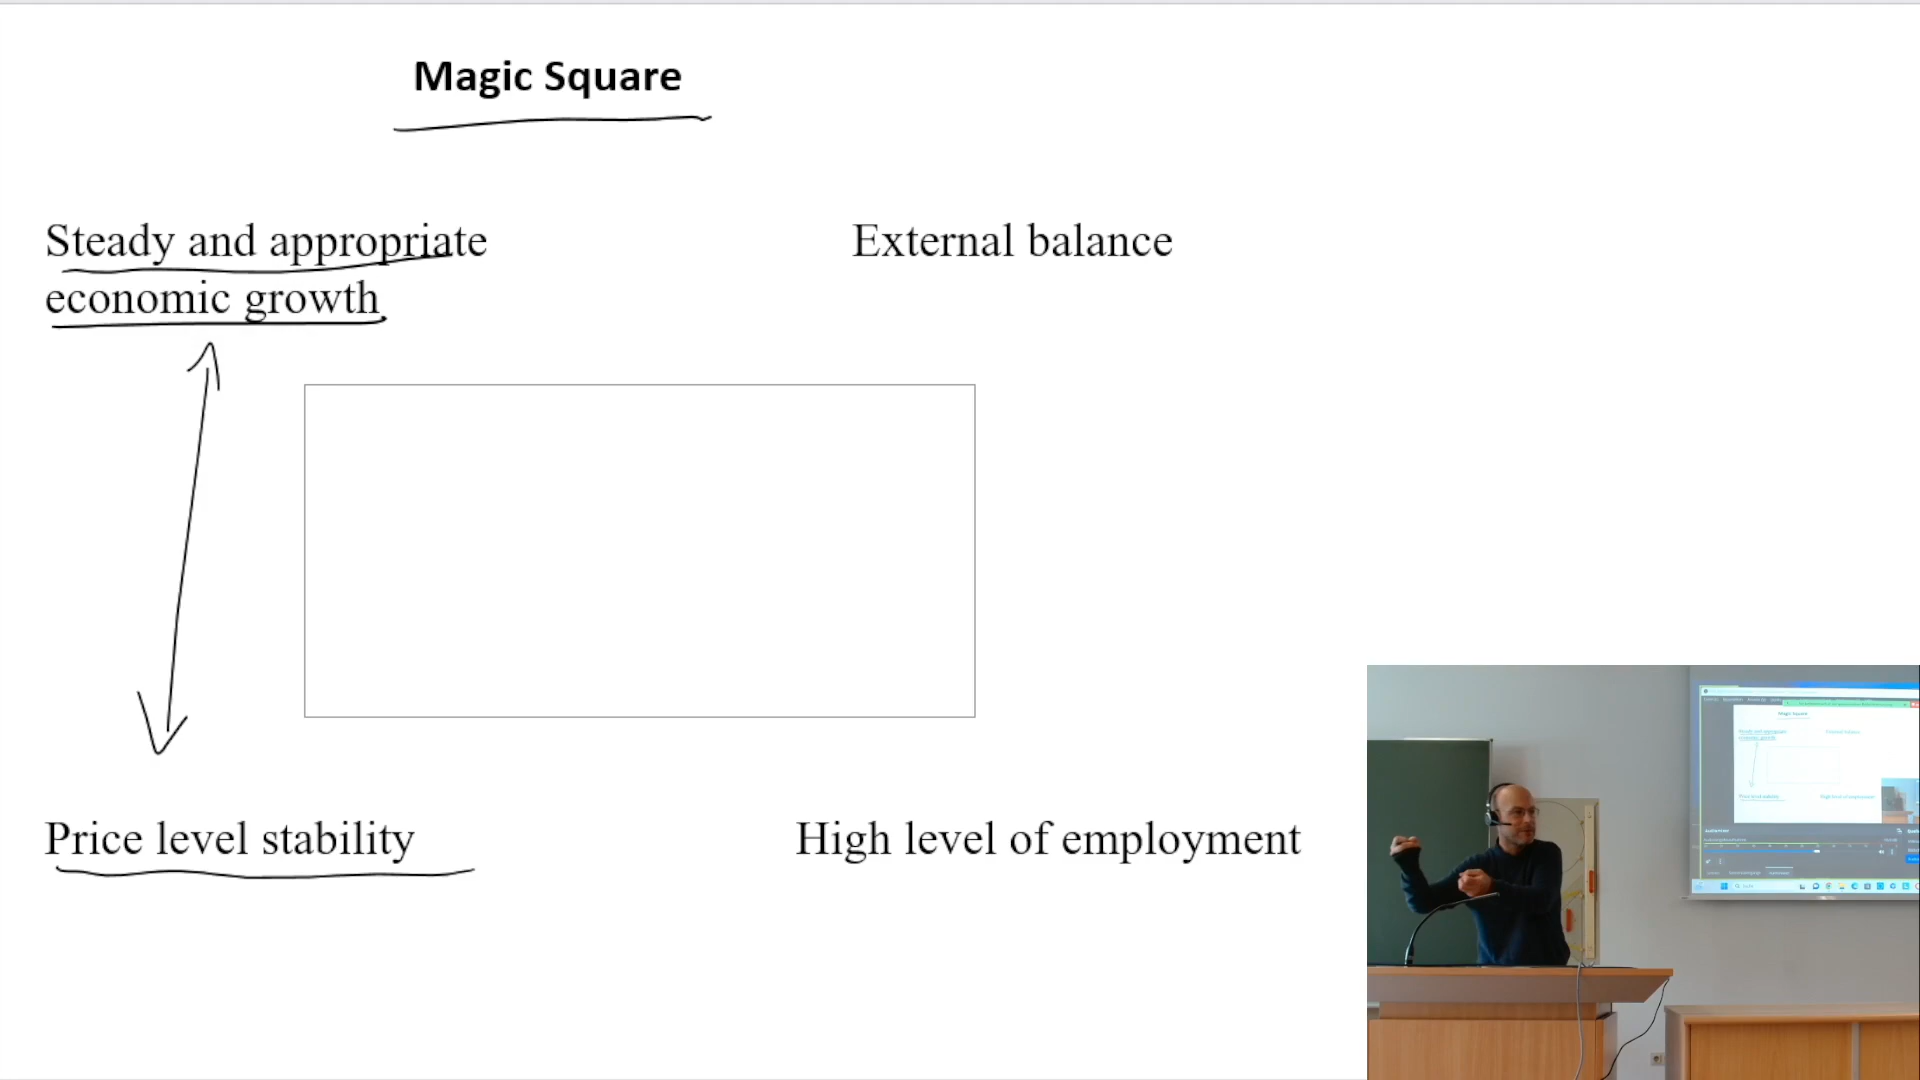 Magic Square
Steady and appropriate
economic growth
External balance
Price level stability
High level of employment